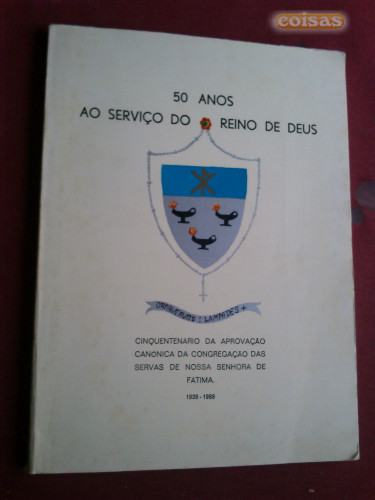 coisas
50 ANOS
AO SERVIÇO DO REINO DE DEUS
LAMPADES
CINQUENTENARIO DA APROVAÇÃO
CANONICA DA CONGREGAÇÃO DAS
SERVAS DE NOSSA SENHORA DE
FATIMA.
1939-1989